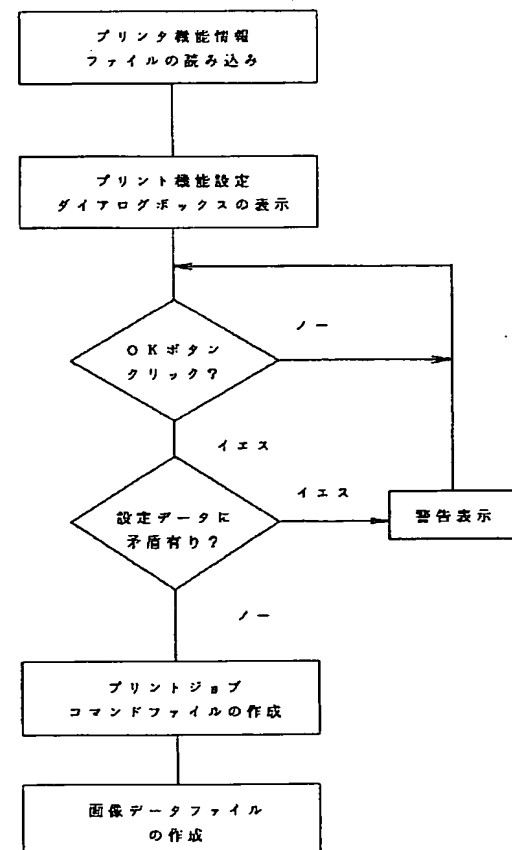 プリンタ機能情報
ファイルの読み込み
プリント機能設定
ダイアログボックスの表示
ノー
OKボタン
クリック?
イエス
イエス
設定データに
矛盾有り?
警告表示
ノー
プリントジョブ
コマンドファイルの作成
画像データファイル
の作成